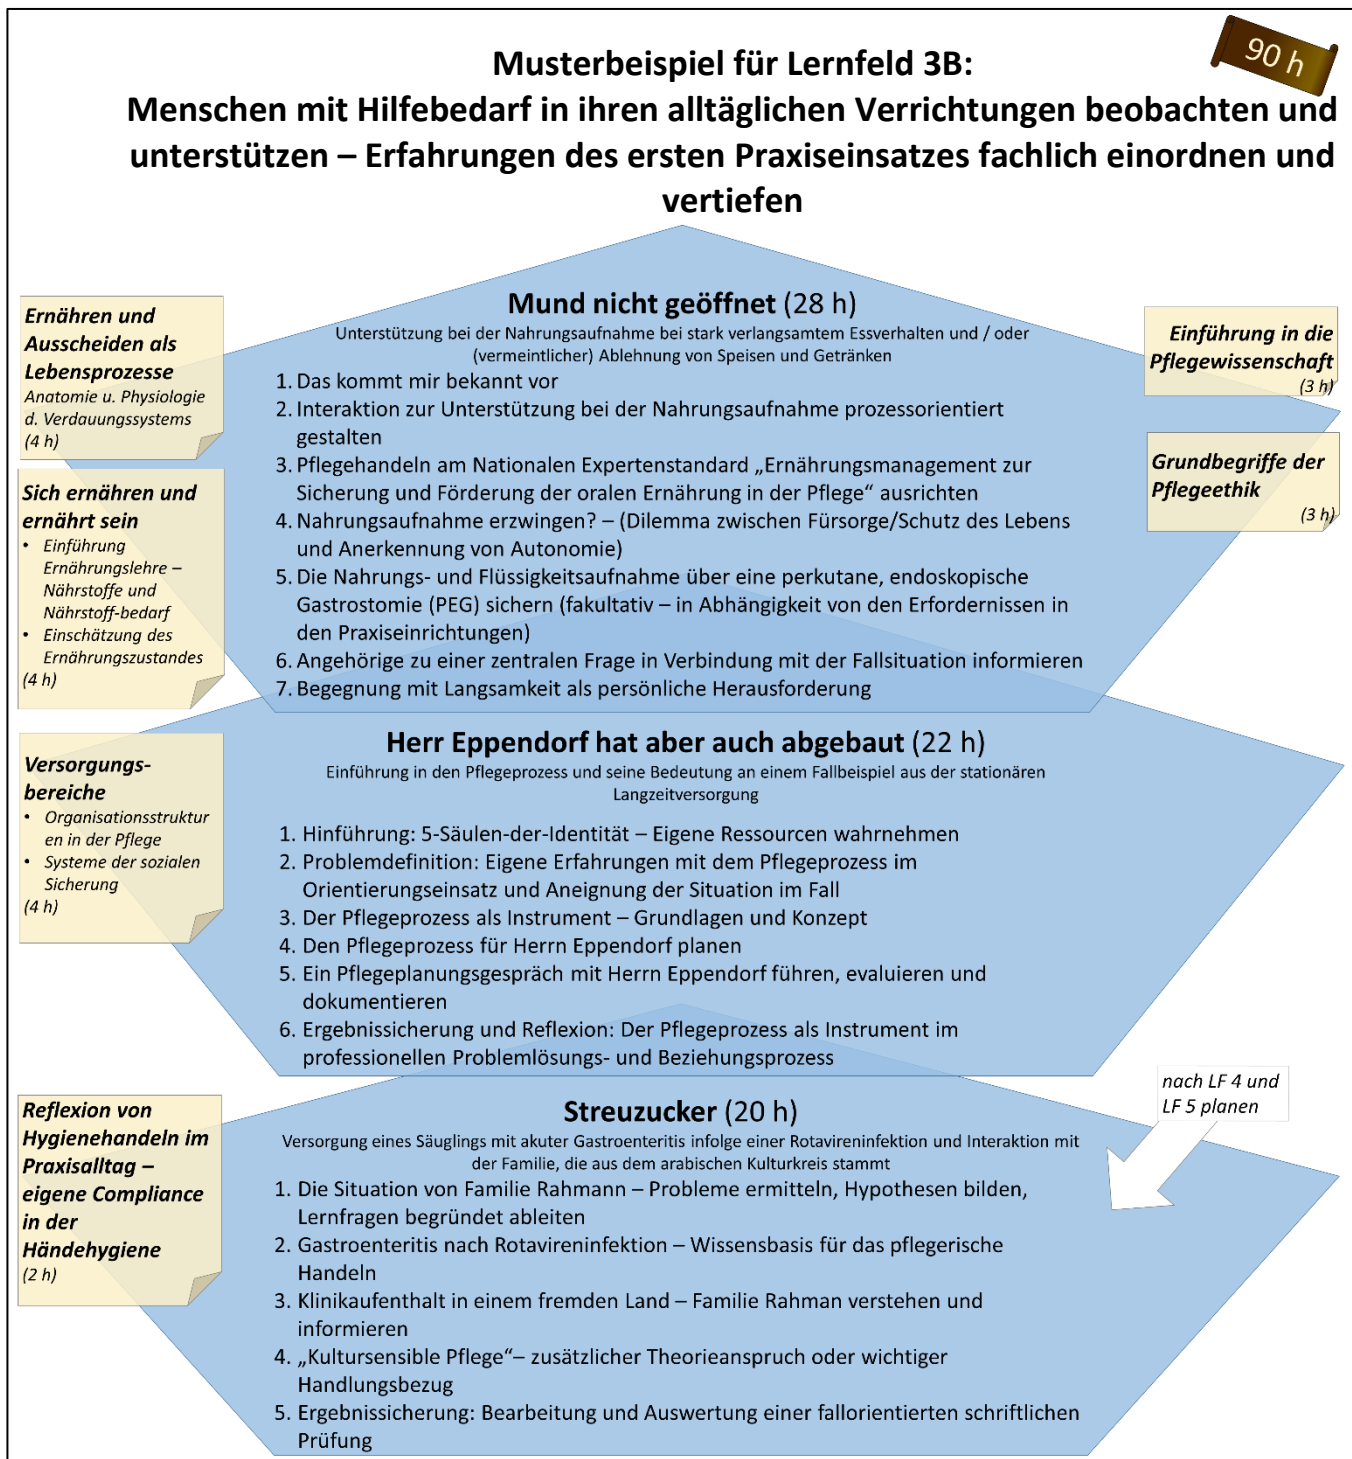 90 h
Musterbeispiel für Lernfeld 3B:
Menschen mit Hilfebedarf in ihren alltäglichen Verrichtungen beobachten und
unterstützen – Erfahrungen des ersten Praxiseinsatzes fachlich einordnen und
vertiefen
Ernähren und
Ausscheiden als
Lebensprozesse
Anatomie u. Physiologie
d. Verdauungssystems
(4 h)
Sich ernähren und
ernährt sein
• Einführung
Ernährungslehre –
Nährstoffe und
Nährstoff-bedarf
• Einschätzung des
Ernährungszustandes
(4 h)
Mund nicht geöffnet (28 h)
Unterstützung bei der Nahrungsaufnahme bei stark verlangsamtem Essverhalten und / oder
(vermeintlicher) Ablehnung von Speisen und Getränken
1. Das kommt mir bekannt vor
2. Interaktion zur Unterstützung bei der Nahrungsaufnahme prozessorientiert
gestalten
3. Pflegehandeln am Nationalen Expertenstandard „Ernährungsmanagement zur
Sicherung und Förderung der oralen Ernährung in der Pflege“ ausrichten
4. Nahrungsaufnahme erzwingen? – (Dilemma zwischen Fürsorge/Schutz des Lebens
und Anerkennung von Autonomie)
5. Die Nahrungs- und Flüssigkeitsaufnahme über eine perkutane, endoskopische
Gastrostomie (PEG) sichern (fakultativ – in Abhängigkeit von den Erfordernissen in
den Praxiseinrichtungen)
6. Angehörige zu einer zentralen Frage in Verbindung mit der Fallsituation informieren
7. Begegnung mit Langsamkeit als persönliche Herausforderung
Einführung in die
Pflegewissenschaft
(3 h)
Grundbegriffe der
Pflegeethik
(3 h)
Versorgungs-
bereiche
• Organisationsstruktur
en in der Pflege
• Systeme der sozialen
Sicherung
(4 h)
Herr Eppendorf hat aber auch abgebaut (22 h)
Einführung in den Pflegeprozess und seine Bedeutung an einem Fallbeispiel aus der stationären
Langzeitversorgung
1. Hinführung: 5-Säulen-der-Identität – Eigene Ressourcen wahrnehmen
2. Problemdefinition: Eigene Erfahrungen mit dem Pflegeprozess im
Orientierungseinsatz und Aneignung der Situation im Fall
3. Der Pflegeprozess als Instrument – Grundlagen und Konzept
4. Den Pflegeprozess für Herrn Eppendorf planen
5. Ein Pflegeplanungsgespräch mit Herrn Eppendorf führen, evaluieren und
dokumentieren
6. Ergebnissicherung und Reflexion: Der Pflegeprozess als Instrument im
professionellen Problemlösungs- und Beziehungsprozess
Reflexion von
Hygienehandeln im
Praxisalltag –
eigene Compliance
in der
Händehygiene
(2 h)
nach LF 4 und
LF 5 planen
Streuzucker (20 h)
Versorgung eines Säuglings mit akuter Gastroenteritis infolge einer Rotavireninfektion und Interaktion mit
der Familie, die aus dem arabischen Kulturkreis stammt
1. Die Situation von Familie Rahmann – Probleme ermitteln, Hypothesen bilden,
Lernfragen begründet ableiten
2. Gastroenteritis nach Rotavireninfektion – Wissensbasis für das pflegerische
Handeln
3. Klinikaufenthalt in einem fremden Land – Familie Rahman verstehen und
informieren
4. „Kultursensible Pflege“– zusätzlicher Theorieanspruch oder wichtiger
Handlungsbezug
5. Ergebnissicherung: Bearbeitung und Auswertung einer fallorientierten schriftlichen
Prüfung